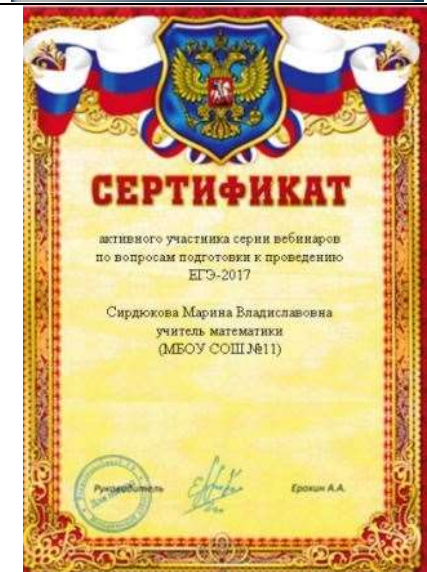 СЕРТИФИКАТ
активного участника серии вебинаров
по вопросам подготовки к проведению
ЕГЭ-2017
Сирдюкова Марина Владиславовна
учитель математики
(МБОУ СОШ №11)
Руководитель
Ерохин А.А.